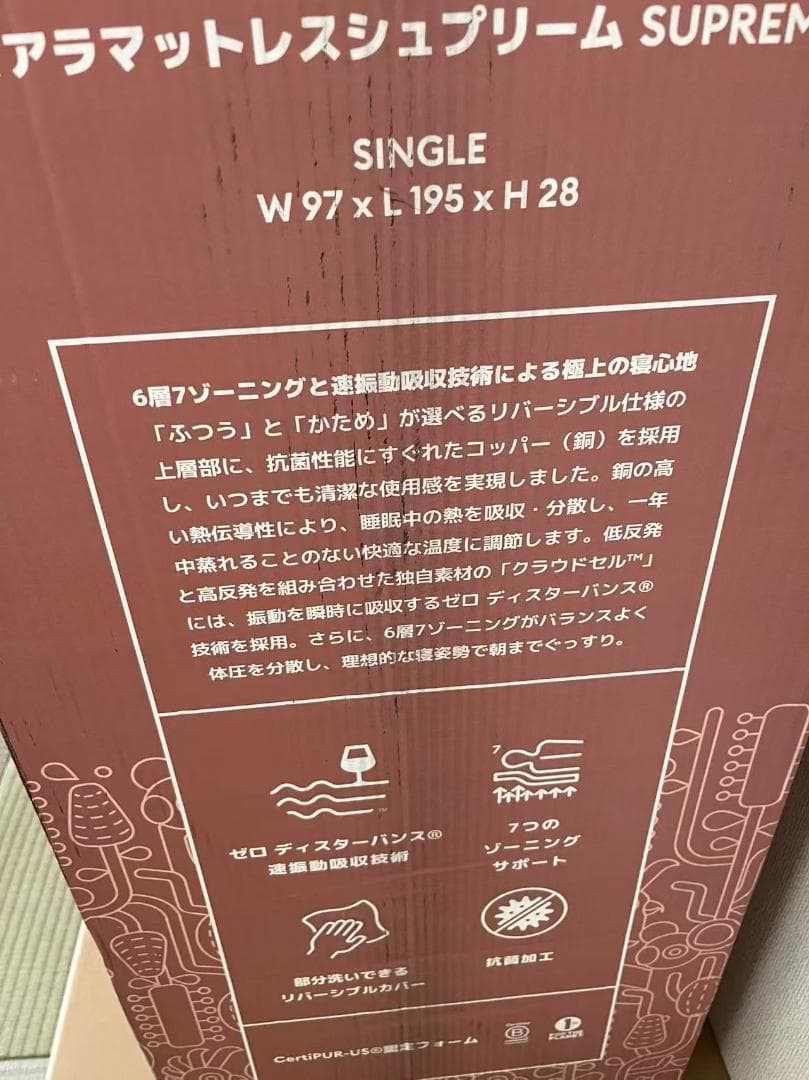 アラマットレスシュプリーム SUPREM
SINGLE
W 97 x L 195 x H 28
6層7ゾーニングと速振動吸収技術による極上の寝心地
「ふつう」と「かため」が選べるリバーシブル仕様の
上層部に、抗菌性能にすぐれたコッパー（銅）を採用
し、いつまでも清潔な使用感を実現しました。銅の高
い熱伝導性により、睡眠中の熱を吸収・分散し、一年
中蒸れることのない快適な温度に調節します。低反発
と高反発を組み合わせた独自素材の「クラウドセル™」
には、振動を瞬時に吸収するゼロ ディスターバンス®
技術を採用。さらに、6層7ゾーニングがバランスよく
体圧を分散し、理想的な寝姿勢で朝までぐっすり。
TM
ゼロ ディスターバンス®
速振動吸収技術
7
7つの
ゾーニング
サポート
部分洗いできる
リバーシブルカバー
抗菌加工
CertiPUR-US®認定フォーム
B
1%
FOR THE
PLANET